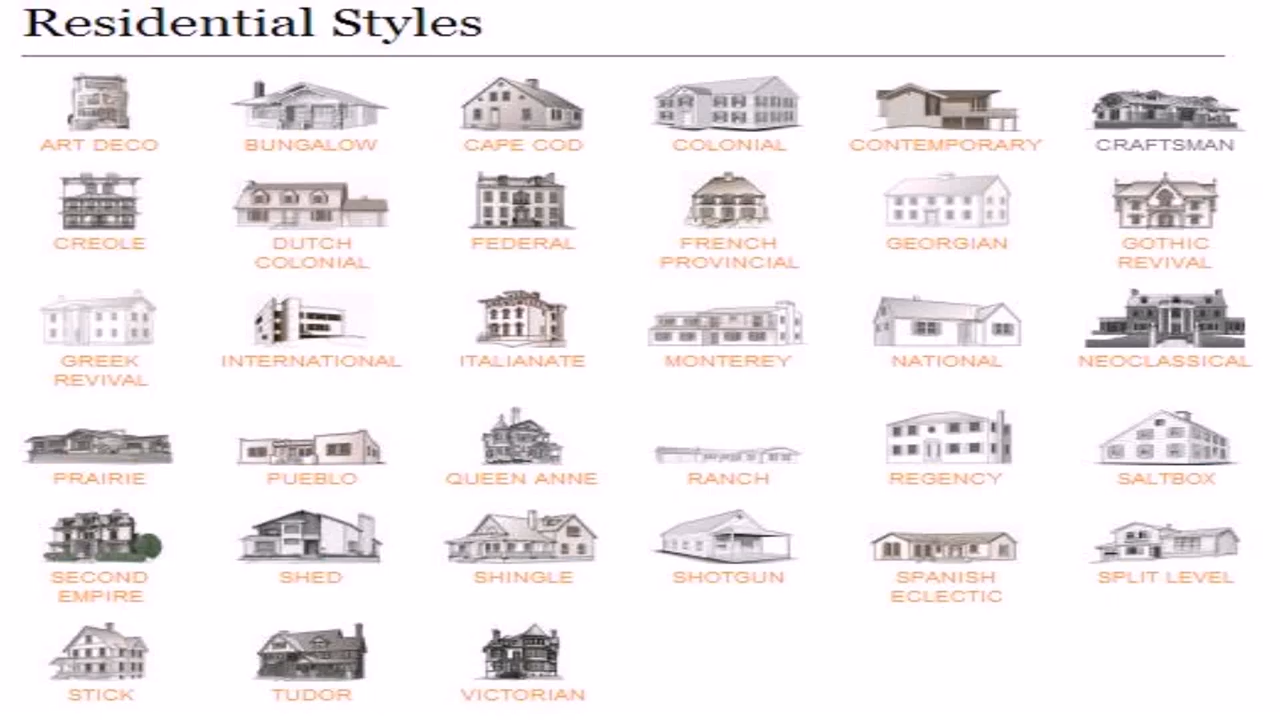 Residential Styles
ART DECO
BUNGALOW
CAPE COD
COLONIAL
CONTEMPORARY
CRAFTSMAN
CREOLE
DUTCH
COLONIAL
FEDERAL
FRENCH
PROVINCIAL
GEORGIAN
GOTHIC
REVIVAL
GREEK
REVIVAL
INTERNATIONAL
ITALIANATE
MONTEREY
NATIONAL
NEOCLASSICAL
PRAIRIE
PUEBLO
QUEEN ANNE
RANCH
REGENCY
SALTBOX
SECOND
EMPIRE
SHED
SHINGLE
SHOTGUN
SPANISH
ECLECTIC
SPLIT LEVEL
STICK
TUDOR
VICTORIAN